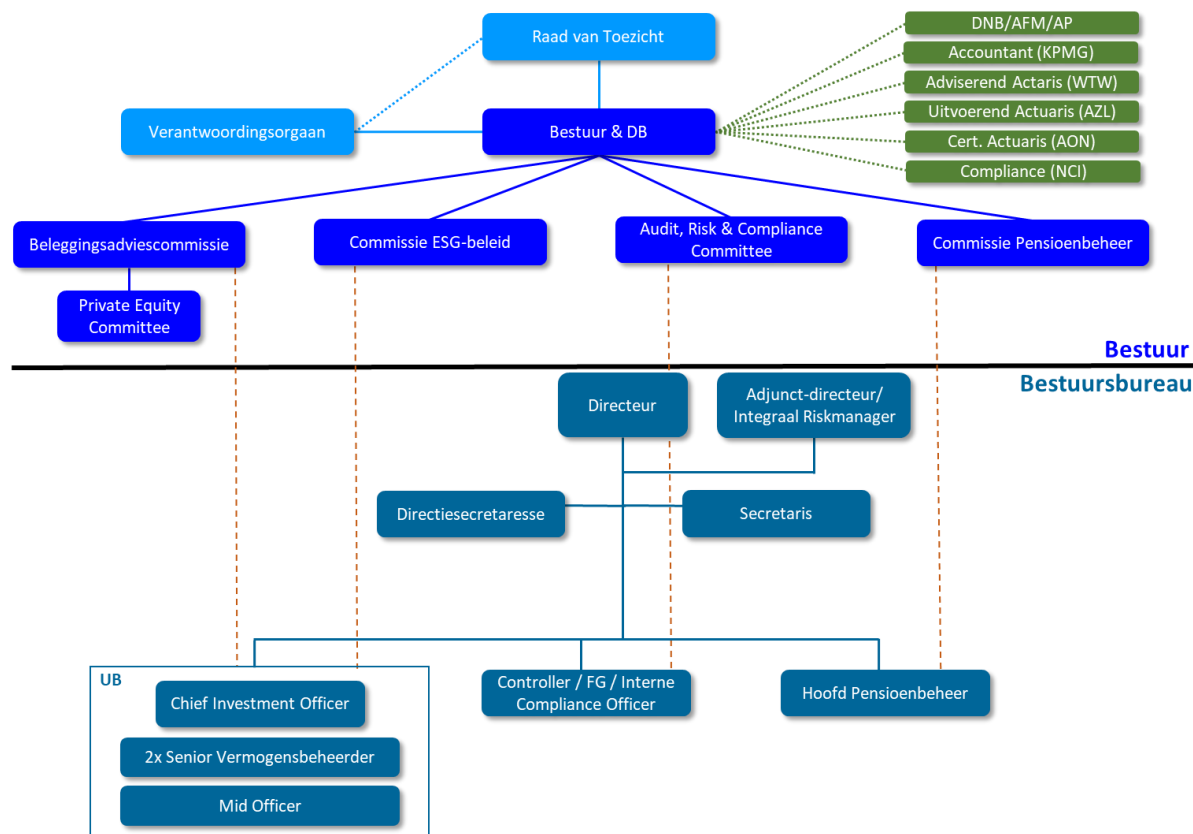 Raad van Toezicht
DNB/AFM/AP
Accountant (KPMG)
Adviserend Actaris (WTW)
Uitvoerend Actuaris (AZL)
Cert. Actuaris (AON)
Compliance (NCI)
Verantwoordingsorgaan
Bestuur & DB
Beleggingsadviescommissie
Commissie ESG-beleid
Audit, Risk & Compliance
Committee
Commissie Pensioenbeheer
Private Equity
Committee
Bestuur
Bestuursbureau
Directeur
Adjunct-directeur/
Integraal Riskmanager
Directiesecretaresse
Secretaris
UB
Chief Investment Officer
2x Senior Vermogensbeheerder
Mid Officer
Controller / FG / Interne
Compliance Officer
Hoofd Pensioenbeheer